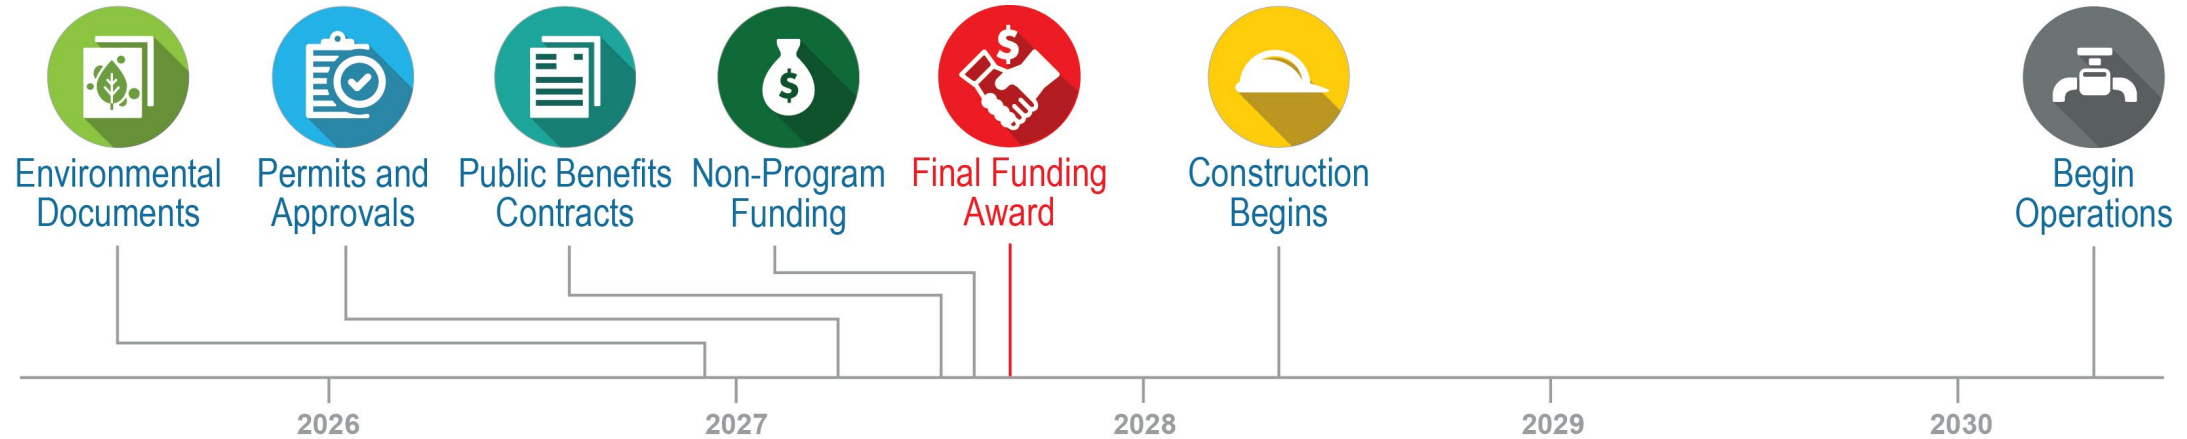 $
$
Environmental
Documents
Permits and
Approvals
Public Benefits
Contracts
Non-Program
Funding
Final Funding
Award
Construction
Begins
Begin
Operations
2026
2027
2028
2029
2030